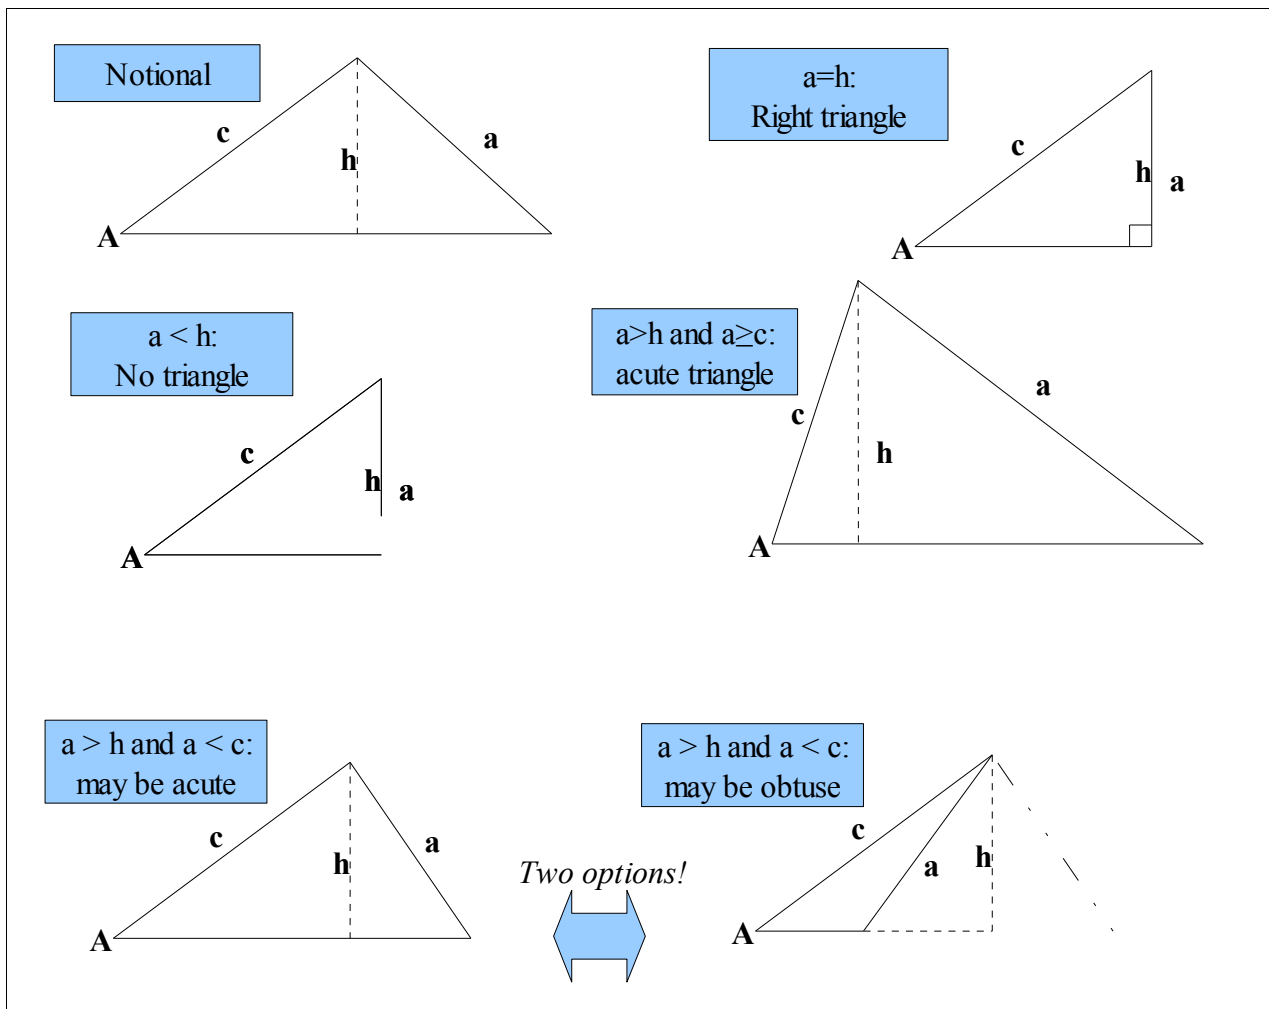 Notional
c
h
a
A
a=h:
Right triangle
c
h
a
A
a < h:
No triangle
c
h
a
A
a>h and a≥c:
acute triangle
c
h
a
A
a > h and a < c:
may be acute
c
h
a
A
Two options!
a > h and a < c:
may be obtuse
c
a
h
A